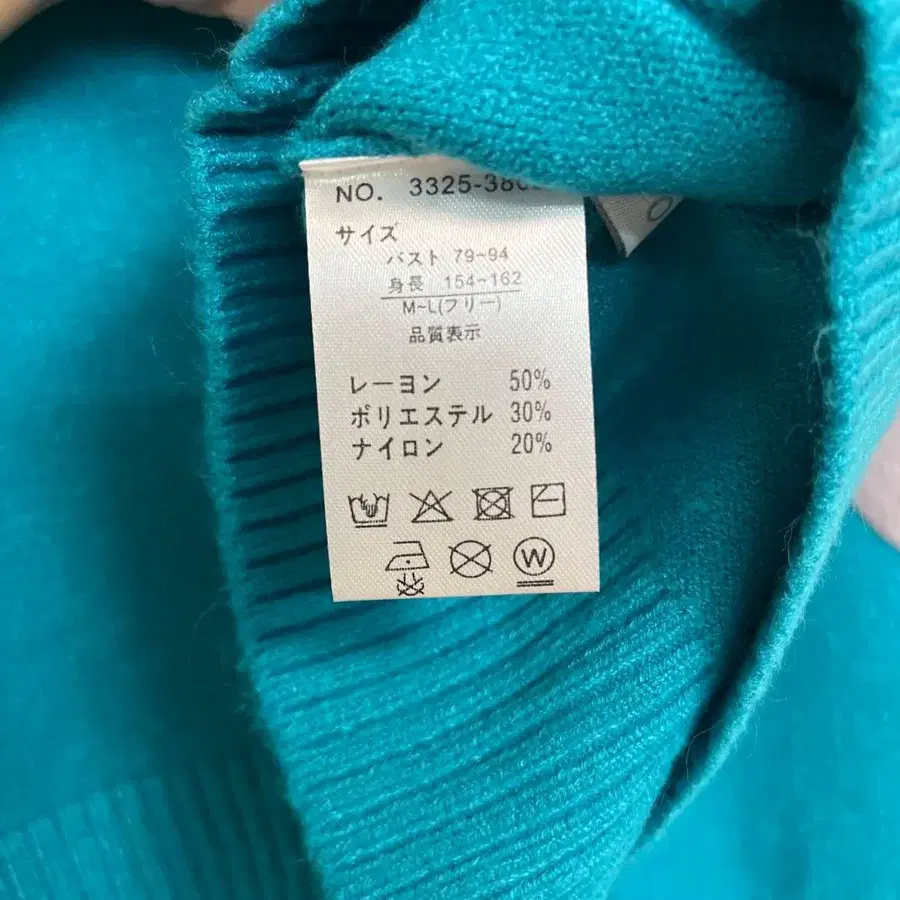 NO. 3325-380
サイズ
バスト 79~94
身長 154~162
M~L(フリー)
品質表示
レーヨン 50%
ポリエステル 30%
ナイロン 20%
W